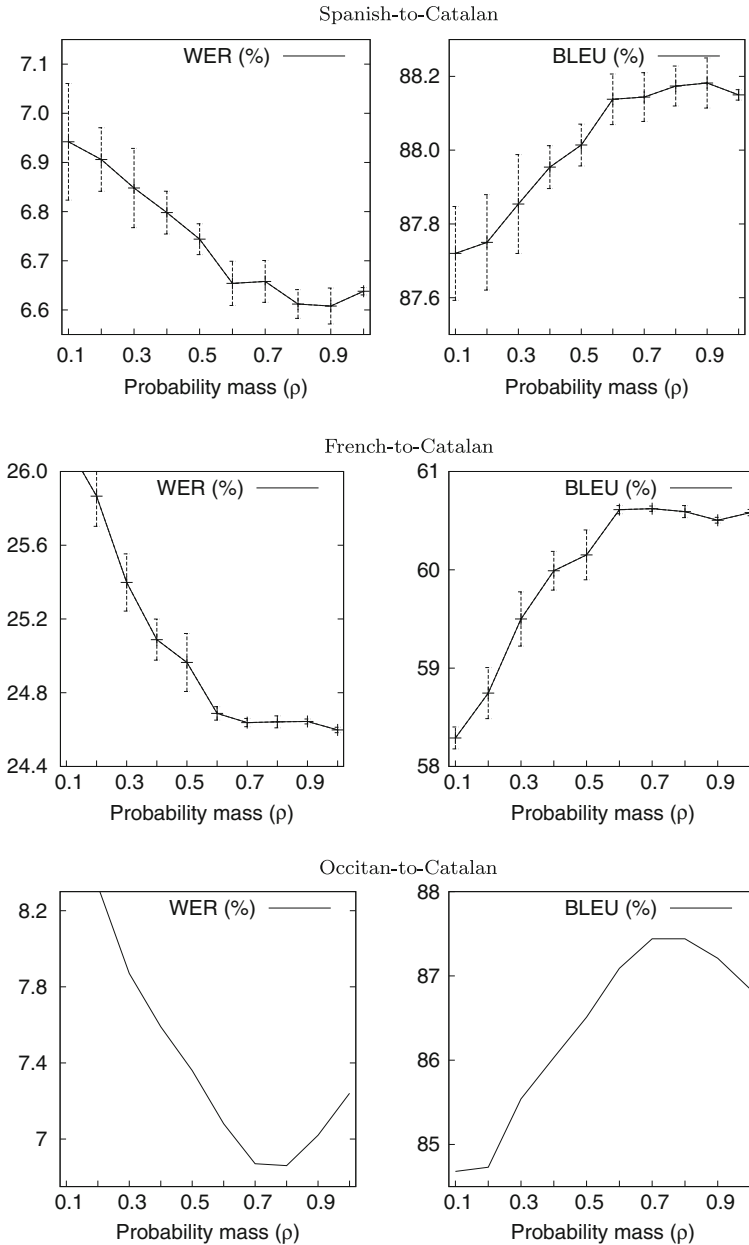 Spanish-to-Catalan
WER (%)
7.1
7.0
6.9
6.8
6.7
6.6
0.1 0.3 0.5 0.7 0.9
Probability mass (ρ)
BLEU (%)
88.2
88.0
87.8
87.6
0.1 0.3 0.5 0.7 0.9
Probability mass (ρ)
French-to-Catalan
WER (%)
26.0
25.6
25.2
24.8
24.4
0.1 0.3 0.5 0.7 0.9
Probability mass (ρ)
BLEU (%)
61
60
59
58
0.1 0.3 0.5 0.7 0.9
Probability mass (ρ)
Occitan-to-Catalan
WER (%)
8.2
7.8
7.4
7
0.1 0.3 0.5 0.7 0.9
Probability mass (ρ)
BLEU (%)
88
87
86
85
0.1 0.3 0.5 0.7 0.9
Probability mass (ρ)